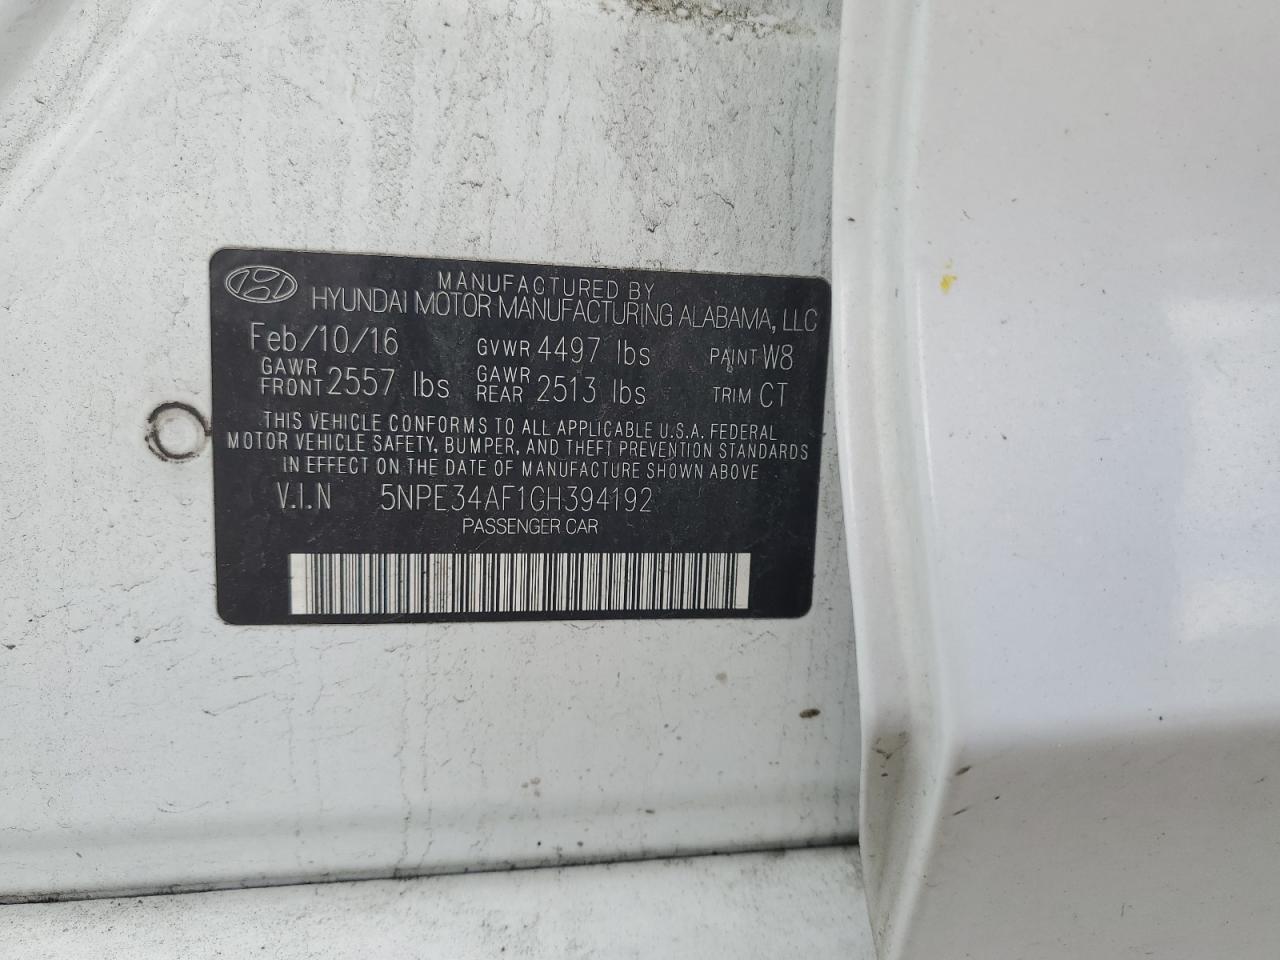 MANUFACTURED BY
HYUNDAI MOTOR MANUFACTURING ALABAMA, LLC
Feb/10/16 GVWR 4497 lbs PAINT W8
GAWR FRONT 2557 lbs GAWR REAR 2513 lbs TRIM CT
THIS VEHICLE CONFORMS TO ALL APPLICABLE U.S.A. FEDERAL
MOTOR VEHICLE SAFETY, BUMPER, AND THEFT PREVENTION STANDARDS
IN EFFECT ON THE DATE OF MANUFACTURE SHOWN ABOVE
V.I.N 5NPE34AF1GH394192
PASSENGER CAR